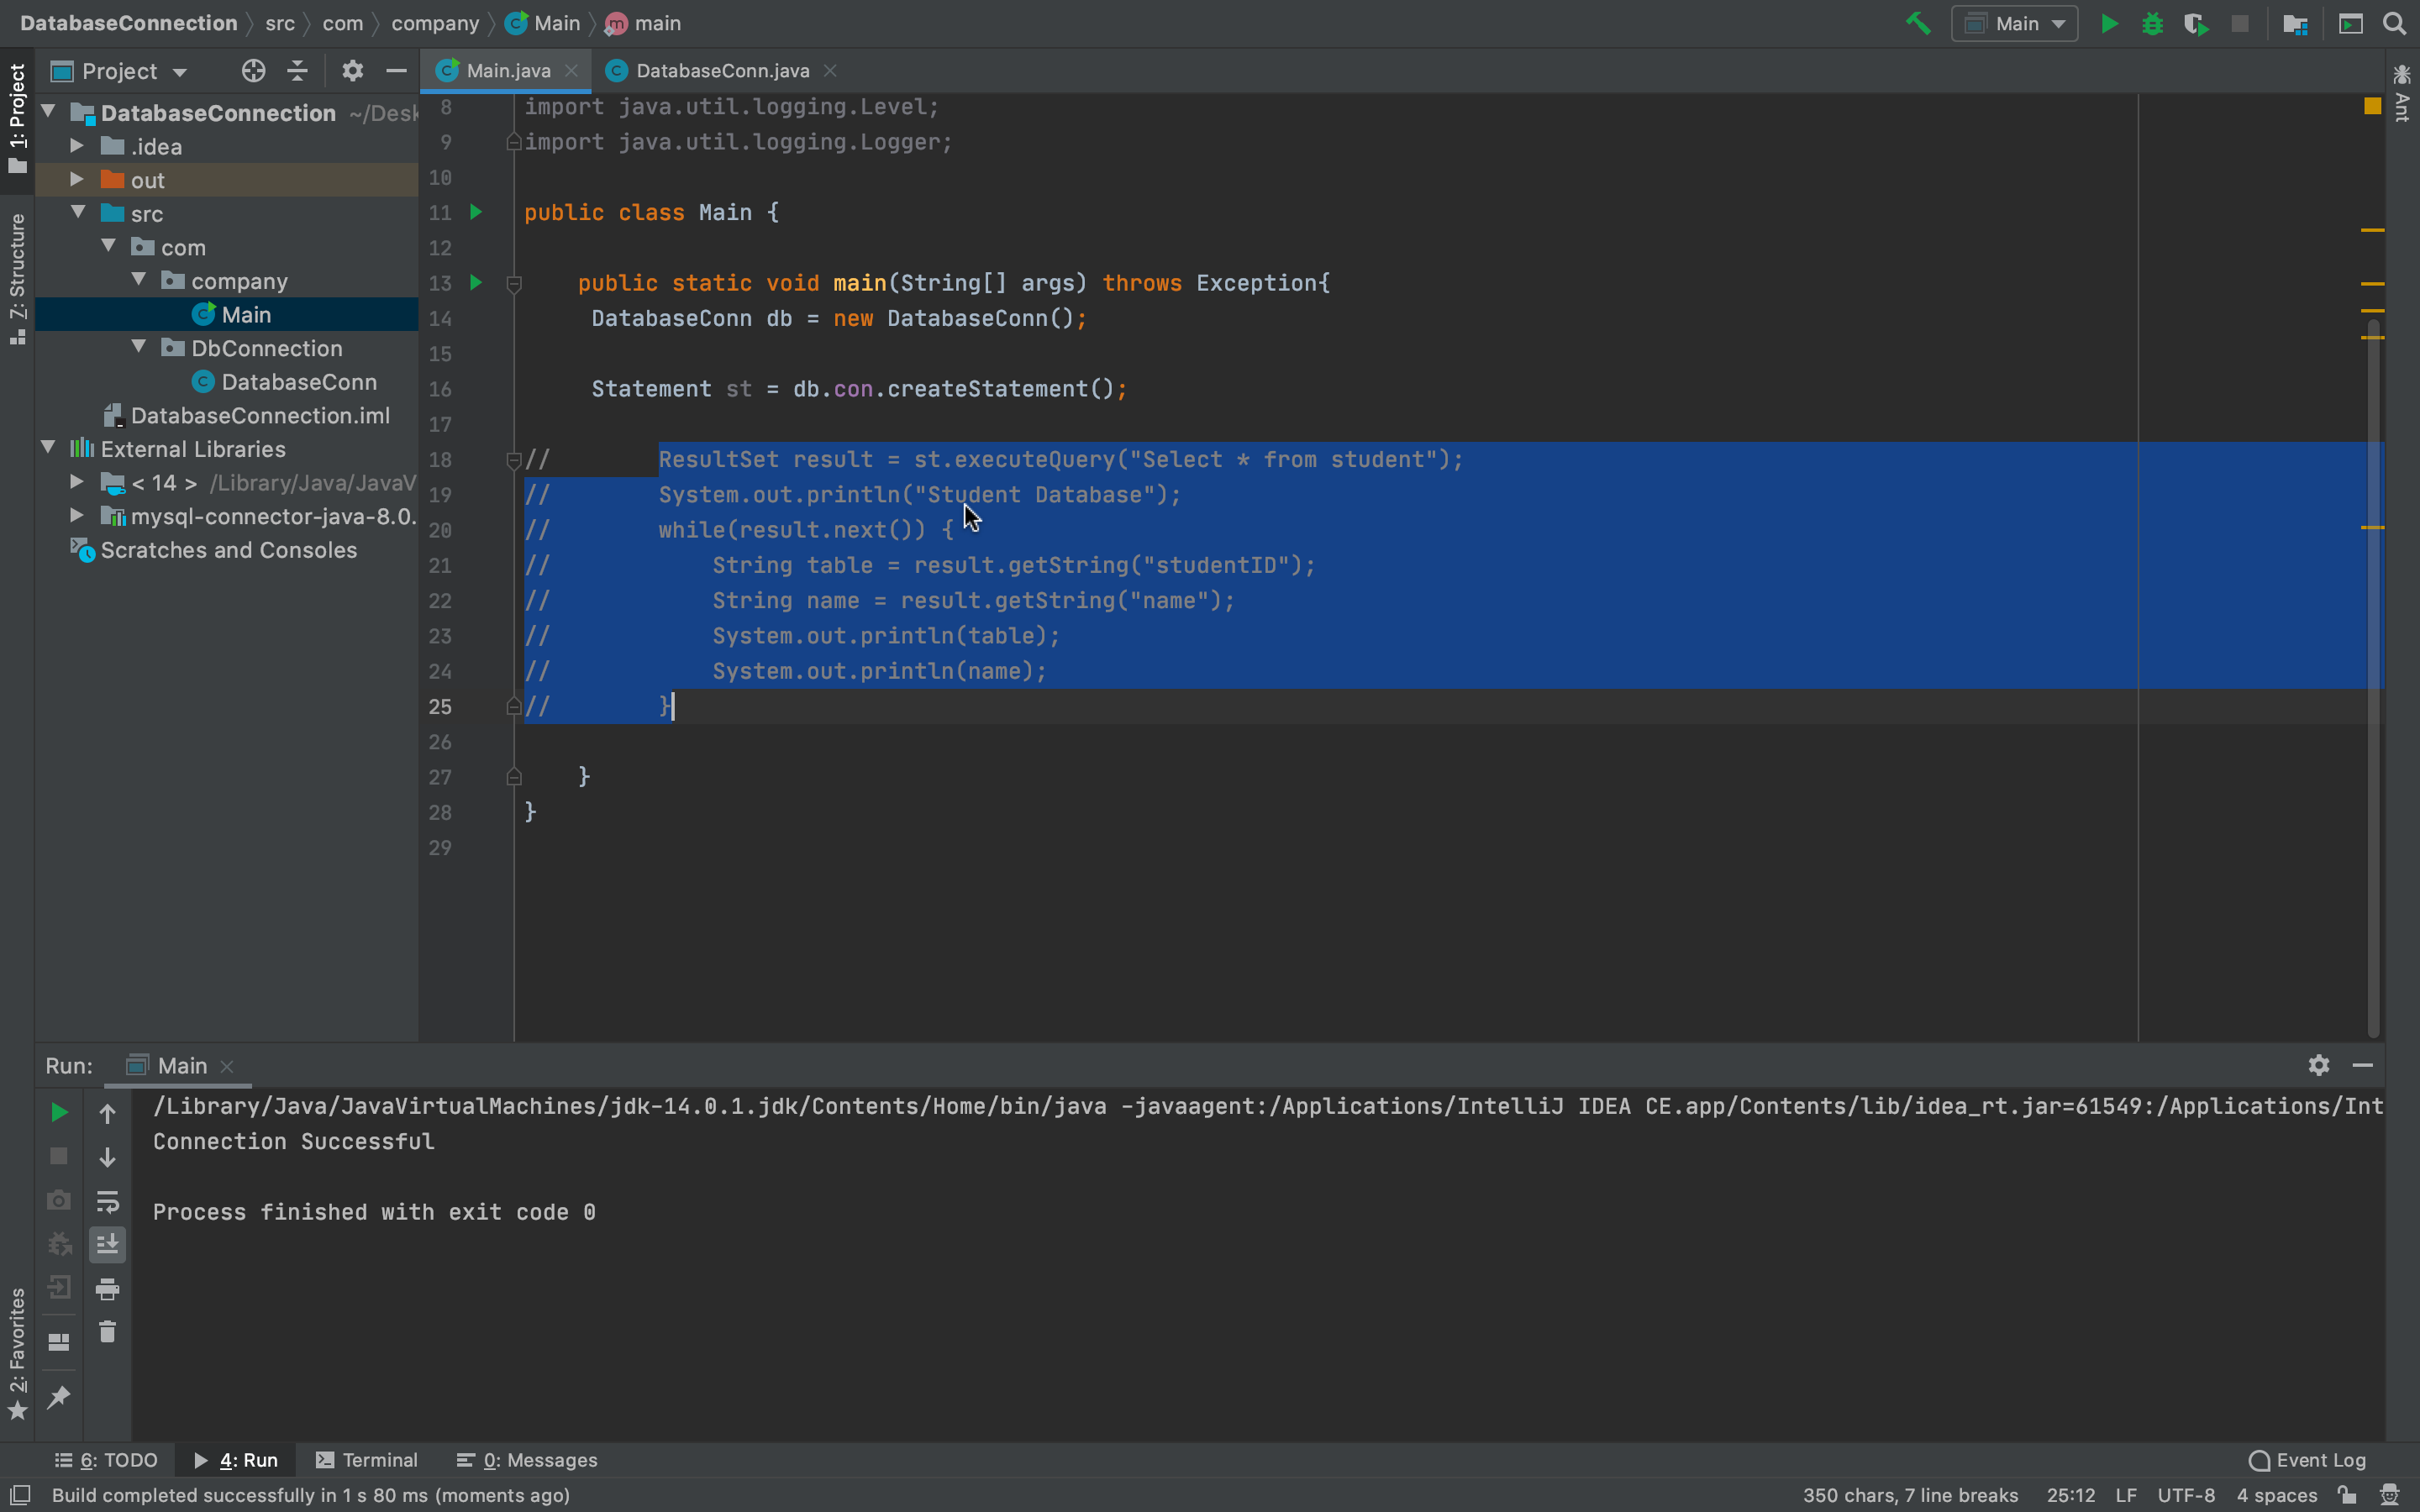 DatabaseConnection src com company Main main
Main
Project
Main.java
DatabaseConn.java
1: Project
Z: Structure
2: Favorites
Ant
DatabaseConnection ~/Desk
.idea
out
src
com
company
Main
DbConnection
DatabaseConn
DatabaseConnection.iml
External Libraries
< 14 > /Library/Java/JavaV
mysql-connector-java-8.0.
Scratches and Consoles
8 import java.util.logging.Level;
9 import java.util.logging.Logger;
10
11 public class Main {
12
13 public static void main(String[] args) throws Exception{
14 DatabaseConn db = new DatabaseConn();
15
16 Statement st = db.con.createStatement();
17
18 // ResultSet result = st.executeQuery("Select * from student");
19 // System.out.println("Student Database");
20 // while(result.next()) {
21 // String table = result.getString("studentID");
22 // String name = result.getString("name");
23 // System.out.println(table);
24 // System.out.println(name);
25 // }
26
27 }
28 }
29
Run: Main
/Library/Java/JavaVirtualMachines/jdk-14.0.1.jdk/Contents/Home/bin/java -javaagent:/Applications/IntelliJ IDEA CE.app/Contents/lib/idea_rt.jar=61549:/Applications/Int
Connection Successful
Process finished with exit code 0
6: TODO 4: Run Terminal 0: Messages Event Log
Build completed successfully in 1 s 80 ms (moments ago) 350 chars, 7 line breaks 25:12 LF UTF-8 4 spaces